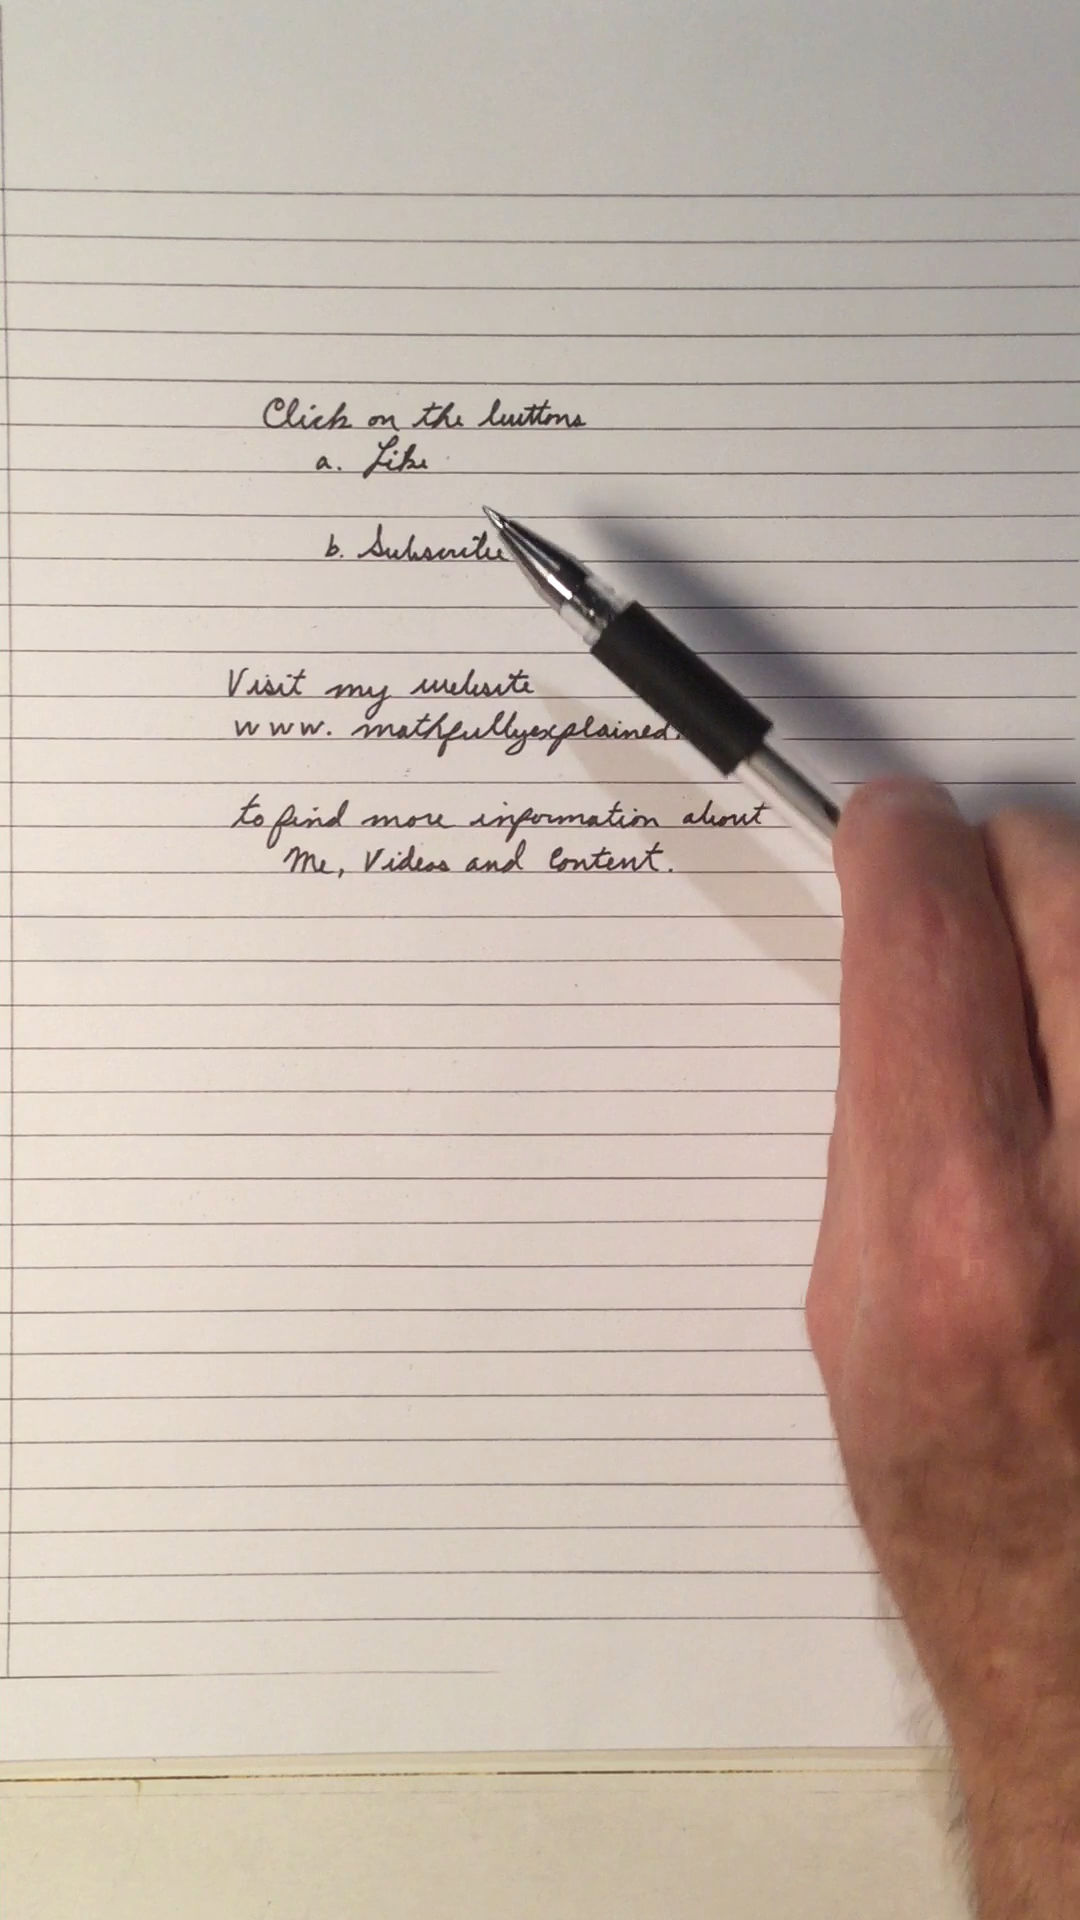 Click on the buttons
a. Like
b. Subscribe
Visit my website
www. mathfullyexplained.
to find more information about
Me, Videos and Content.